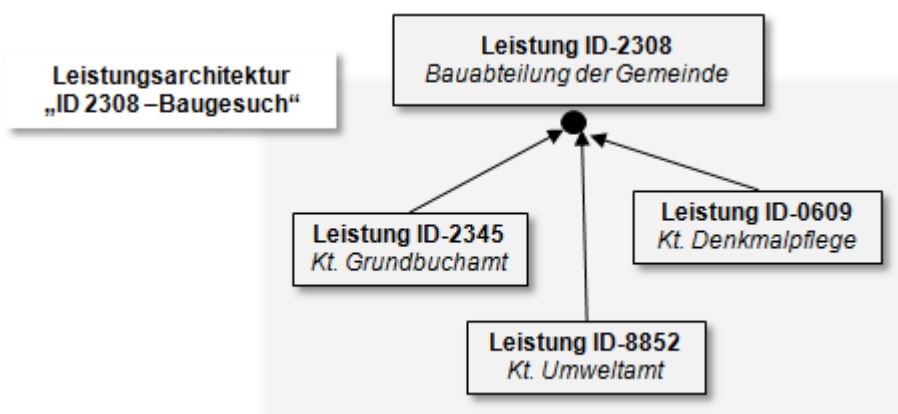 Leistungsarchitektur
„ID 2308 –Baugesuch“
Leistung ID-2308
Bauabteilung der Gemeinde
Leistung ID-2345
Kt. Grundbuchamt
Leistung ID-0609
Kt. Denkmalpflege
Leistung ID-8852
Kt. Umweltamt